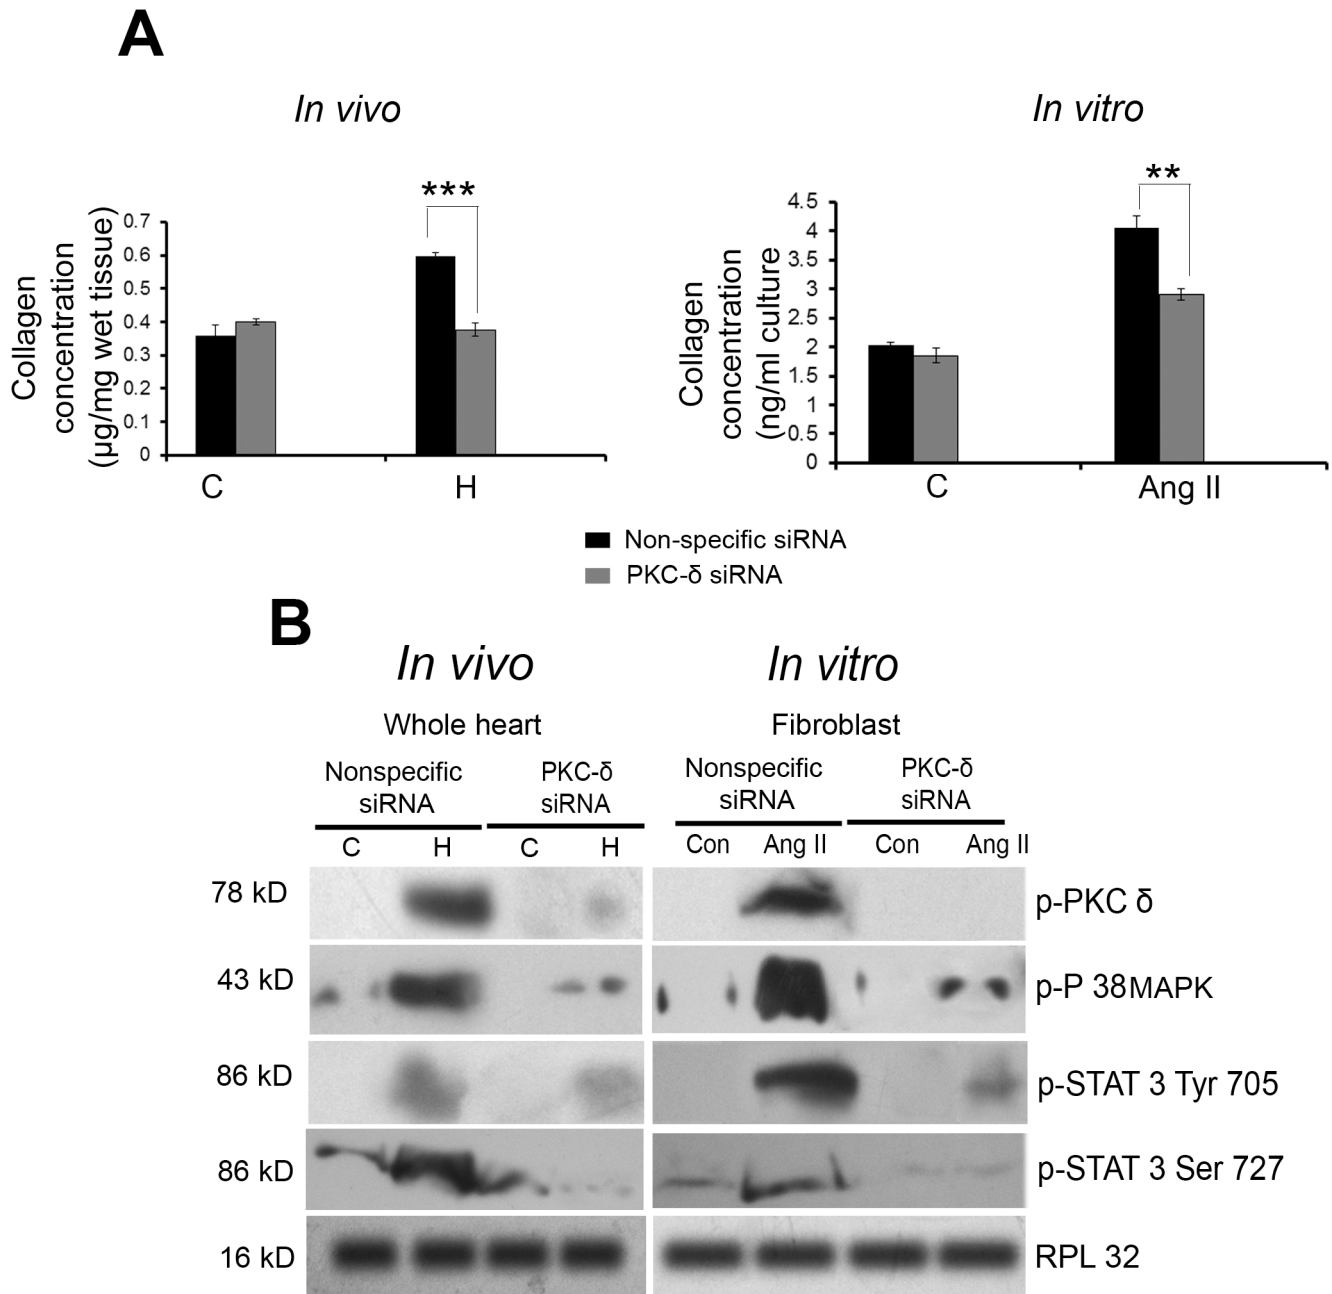 A
In vivo
In vitro
***
**
Collagen
concentration
(µg/mg wet tissue)
0.7
0.6
0.5
0.4
0.3
0.2
0.1
0
C
H
Collagen
concentration
(ng/ml culture
4.5
4
3.5
3
2.5
2
1.5
1
0.5
0
C
Ang II
Non-specific siRNA
PKC-δ siRNA
B
In vivo
In vitro
Whole heart
Fibroblast
Nonspecific
siRNA
PKC-δ
siRNA
Nonspecific
siRNA
PKC-δ
siRNA
C H C H
Con Ang II Con Ang II
78 kD
p-PKC δ
43 kD
p-P 38MAPK
86 kD
p-STAT 3 Tyr 705
86 kD
p-STAT 3 Ser 727
16 kD
RPL 32